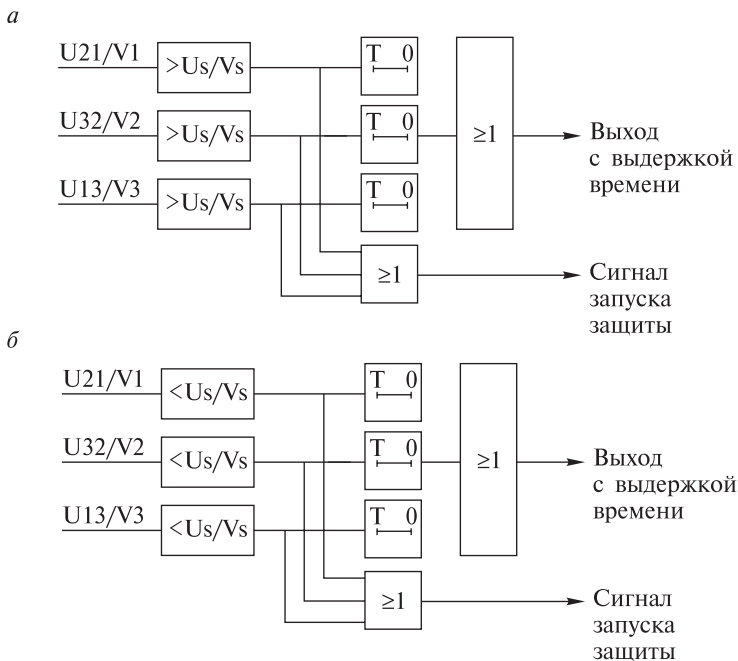 а
U21/V1
>Us/Vs
T 0
U32/V2
>Us/Vs
T 0
≥1
Выход
с выдержкой
времени
U13/V3
>Us/Vs
T 0
≥1
Сигнал
запуска
защиты
б
U21/V1
<Us/Vs
T 0
U32/V2
<Us/Vs
T 0
≥1
Выход
с выдержкой
времени
U13/V3
<Us/Vs
T 0
≥1
Сигнал
запуска
защиты